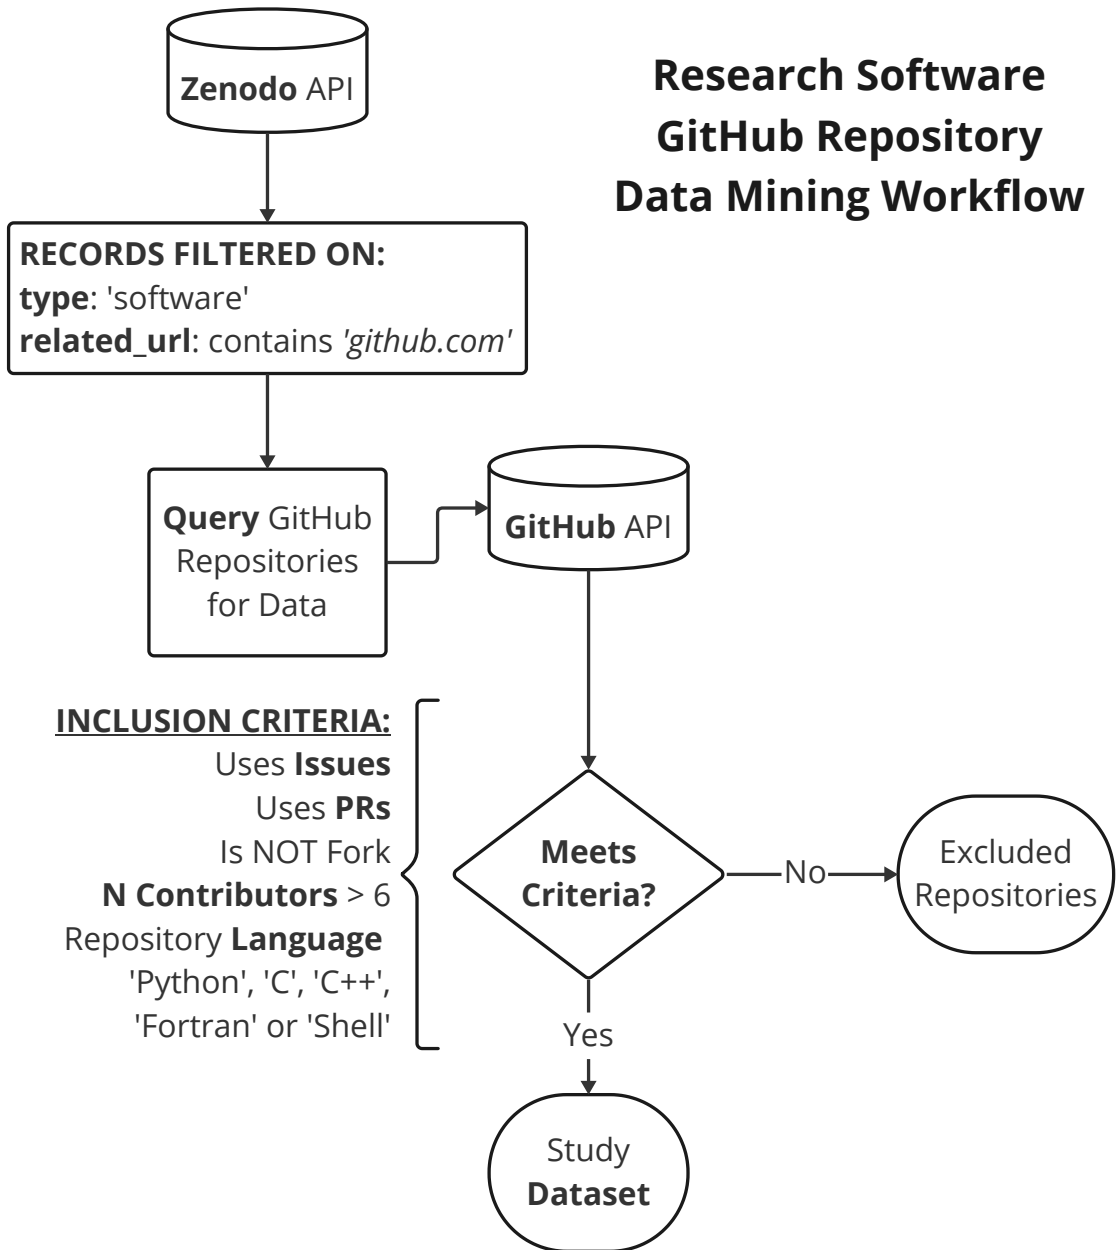 Zenodo API
Research Software
GitHub Repository
Data Mining Workflow
RECORDS FILTERED ON:
type: 'software'
related_url: contains 'github.com'
Query GitHub
Repositories
for Data
GitHub API
INCLUSION CRITERIA:
Uses Issues
Uses PRs
Is NOT Fork
N Contributors > 6
Repository Language
'Python', 'C', 'C++',
'Fortran' or 'Shell'
Meets
Criteria?
No
Excluded
Repositories
Yes
Study
Dataset